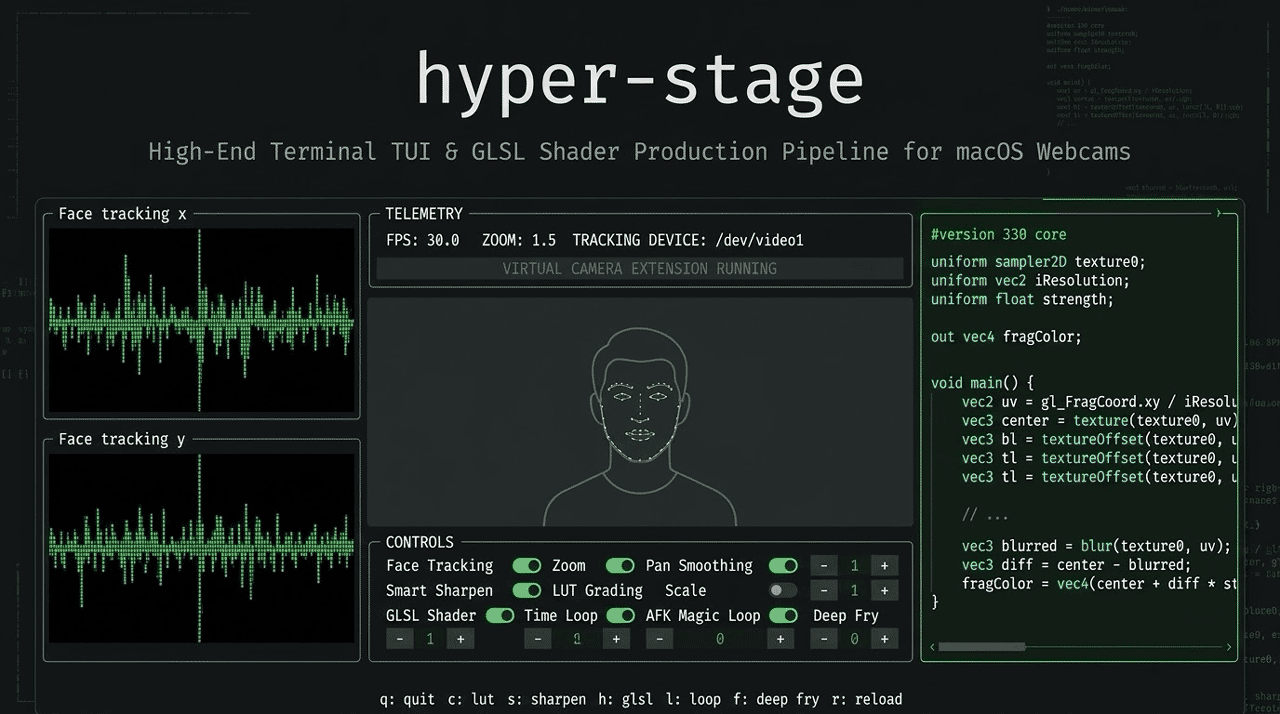 hyper-stage
High-End Terminal TUI & GLSL Shader Production Pipeline for macOS Webcams
Face tracking x
Face tracking y
TELEMETRY
FPS: 30.0 ZOOM: 1.5 TRACKING DEVICE: /dev/video1
VIRTUAL CAMERA EXTENSION RUNNING
CONTROLS
Face Tracking Zoom Pan Smoothing - 1 +
Smart Sharpen LUT Grading Scale - 1 +
GLSL Shader Time Loop AFK Magic Loop Deep Fry
- 1 + - + - 0 + - 0 +
#version 330 core
uniform sampler2D texture0;
uniform vec2 iResolution;
uniform float strength;
out vec4 fragColor;
void main() {
vec2 uv = gl_FragCoord.xy / iResolu
vec3 center = texture(texture0, uv)
vec3 bl = textureOffset(texture0, u
vec3 tl = textureOffset(texture0, u
vec3 tl = textureOffset(texture0, u
// ...
vec3 blurred = blur(texture0, uv);
vec3 diff = center - blurred;
fragColor = vec4(center + diff * st
}
q: quit c: lut s: sharpen h: glsl l: loop f: deep fry r: reload